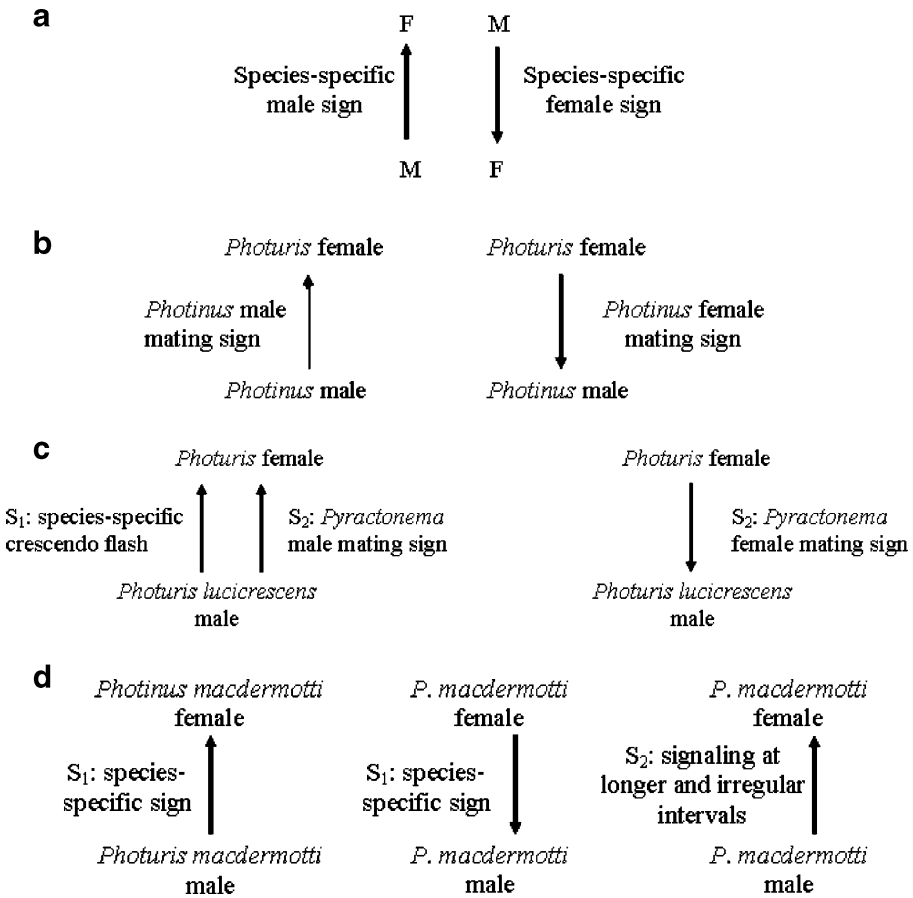 a
F M
Species-specific Species-specific
male sign female sign
M F
b
Photuris female Photuris female
Photinus male Photinus female
mating sign mating sign
Photinus male Photinus male
c
Photuris female Photuris female
S₁: species-specific S₂: Pyractonema S₂: Pyractonema
crescendo flash male mating sign female mating sign
Photuris lucicrescens Photuris lucicrescens
male male
d
Photinus macdermotti P. macdermotti P. macdermotti
female female female
S₁: species- S₁: species- S₂: signaling at
specific sign specific sign longer and irregular
intervals
Photuris macdermotti P. macdermotti P. macdermotti
male male male